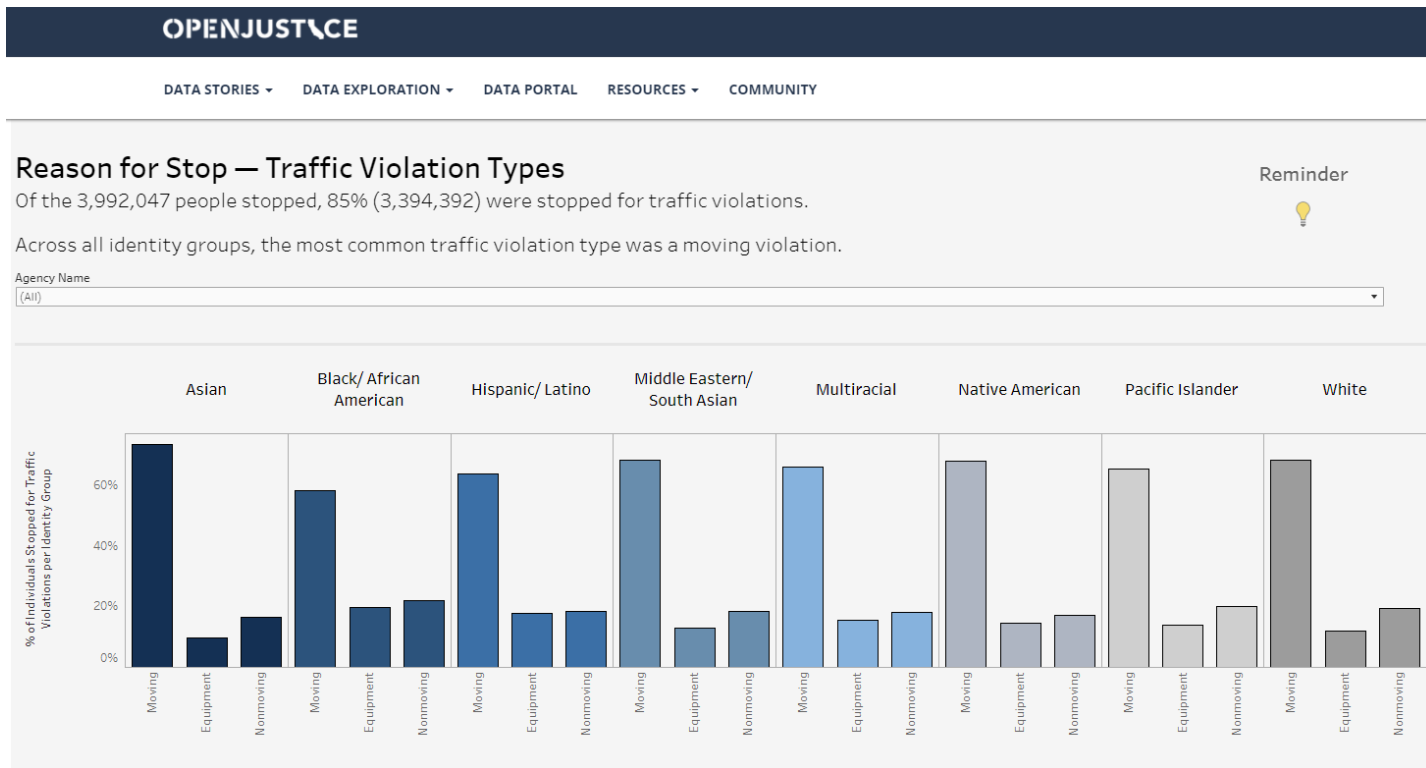 OPENJUSTICE
DATA STORIES
DATA EXPLORATION
DATA PORTAL
RESOURCES
COMMUNITY
Reason for Stop — Traffic Violation Types
Of the 3,992,047 people stopped, 85% (3,394,392) were stopped for traffic violations.
Across all identity groups, the most common traffic violation type was a moving violation.
Reminder
Agency Name
(All)
Asian
Black/ African
American
Hispanic/ Latino
Middle Eastern/
South Asian
Multiracial
Native American
Pacific Islander
White
% of Individuals Stopped for Traffic
Violations per Identity Group
60%
40%
20%
0%
Moving
Equipment
Nonmoving
Moving
Equipment
Nonmoving
Moving
Equipment
Nonmoving
Moving
Equipment
Nonmoving
Moving
Equipment
Nonmoving
Moving
Equipment
Nonmoving
Moving
Equipment
Nonmoving
Moving
Equipment
Nonmoving